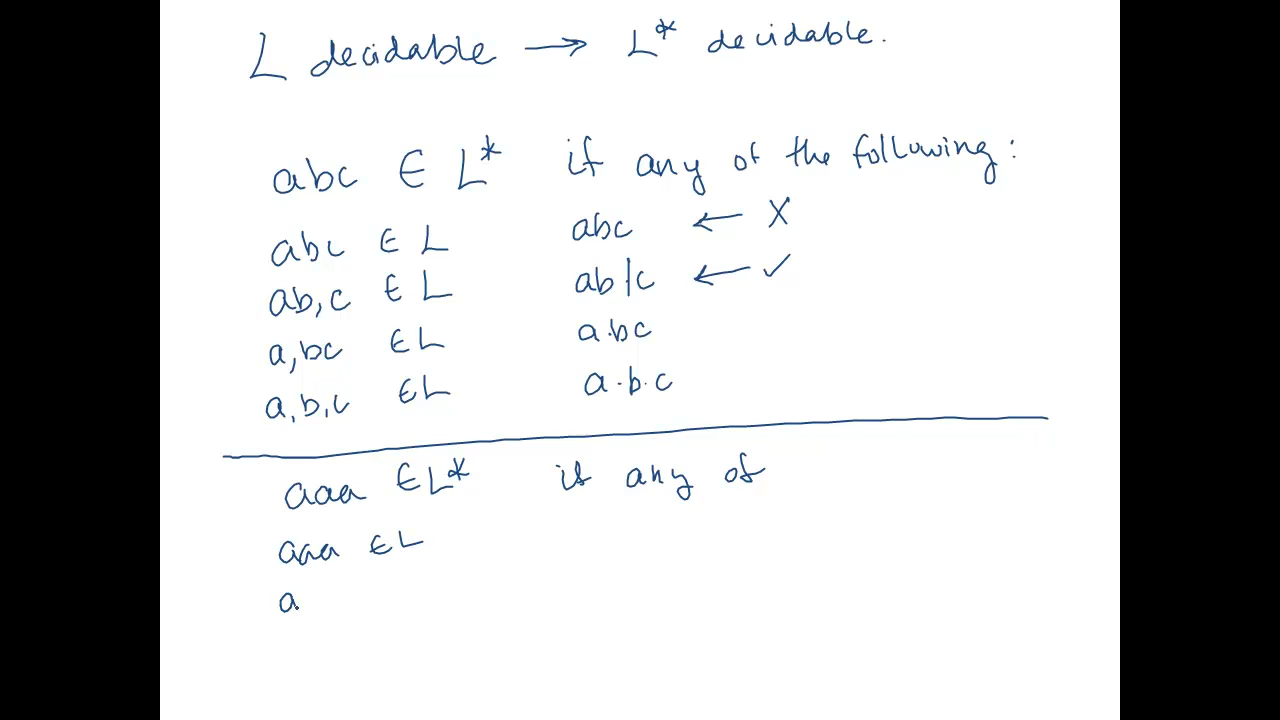 L decidable → L* decidable.
abc ∈ L* if any of the following:
abc ∈ L abc ← X
ab,c ∈ L ab|c ← ✓
a,bc ∈ L a.bc
a,b,c ∈ L a.b.c
aaa ∈ L* if any of
aaa ∈ L
a